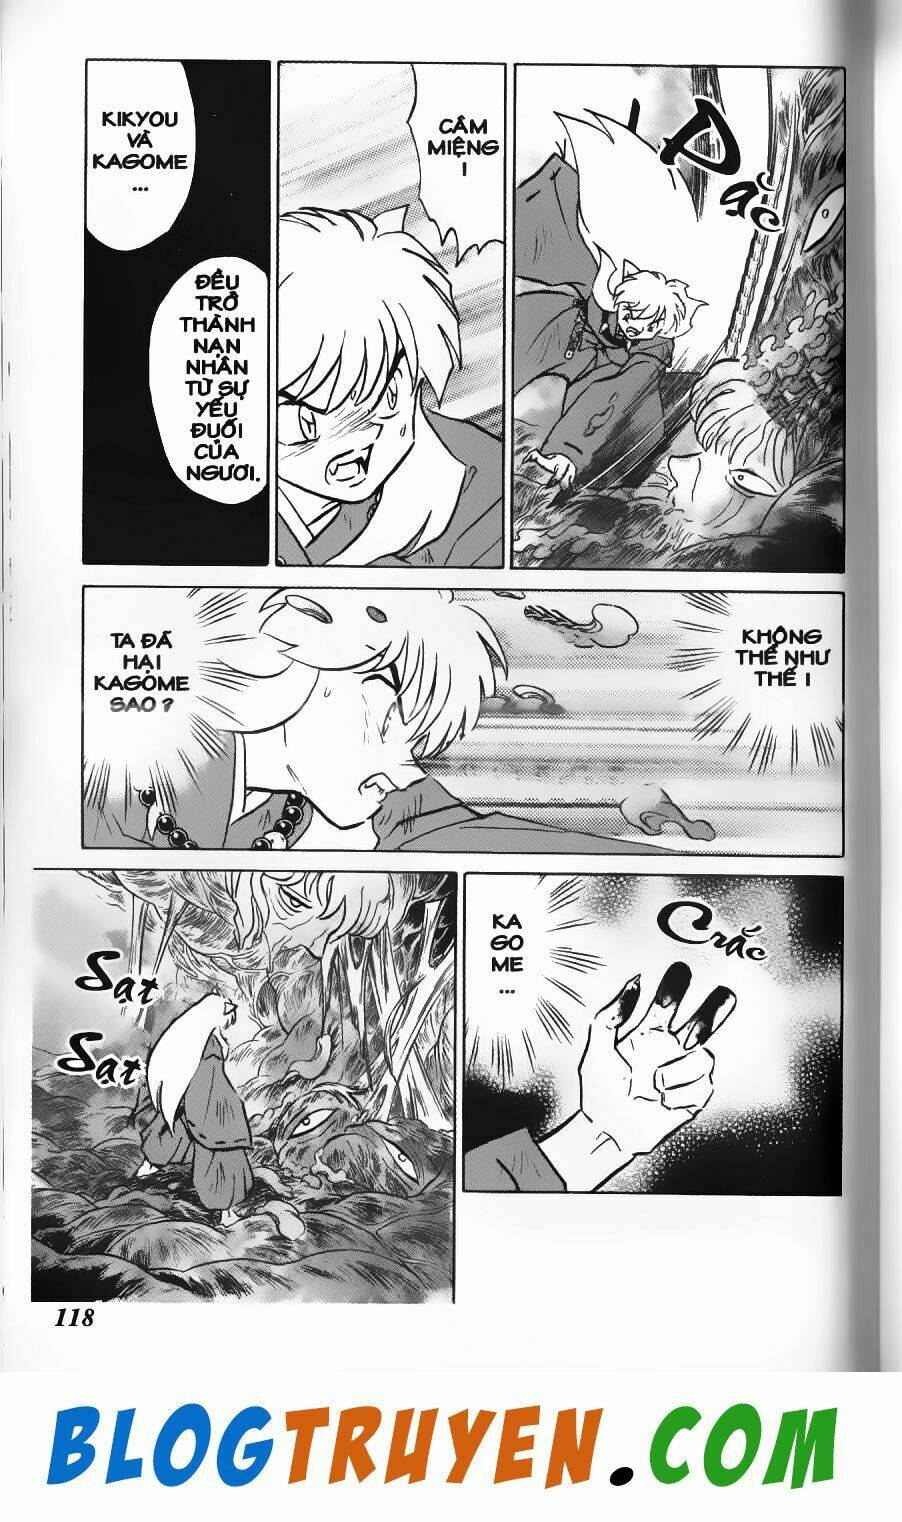 Đặc
CÂM
MIỆNG
!
KIKYOU
VÀ
KAGOME
...
ĐỀU
TRỞ
THÀNH
NẠN
NHÂN
TỪ SỰ
YẾU
ĐUỐI
CỦA
NGƯƠI.
KHÔNG
THỂ NHƯ
THẾ !
TA ĐÃ
HẠI
KAGOME
SAO ?
Crắc
KA
GO
ME
...
Sạt
Sạt
118
BLOGTRUYEN.COM